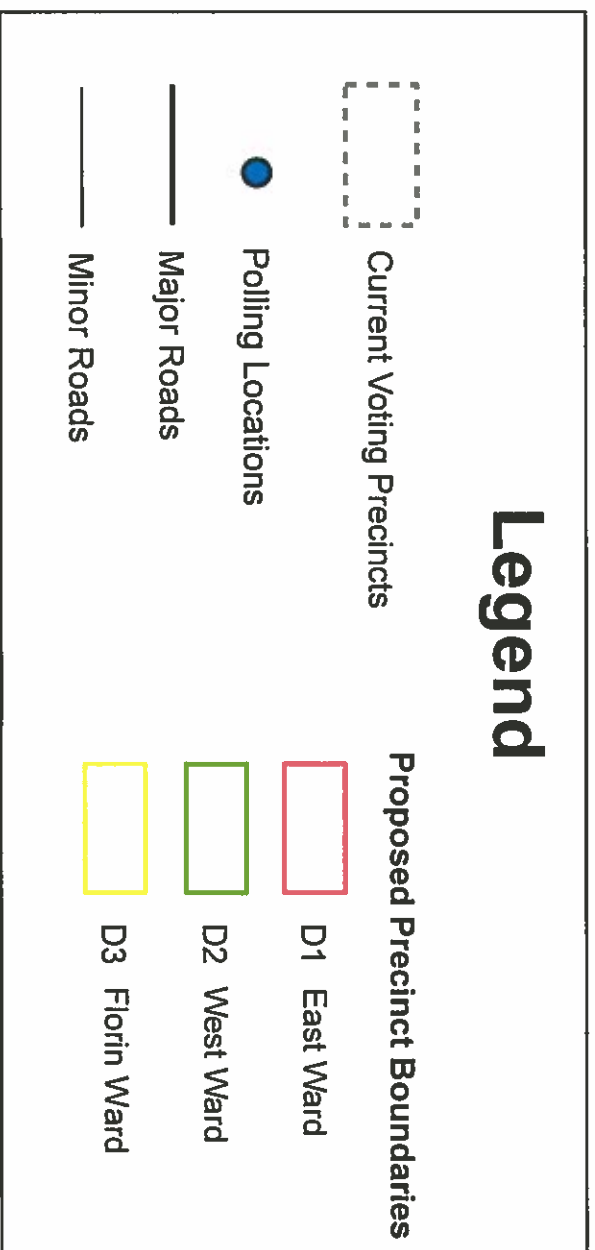 Legend
Current Voting Precincts
Polling Locations
Major Roads
Minor Roads
Proposed Precinct Boundaries
D1 East Ward
D2 West Ward
D3 Florin Ward